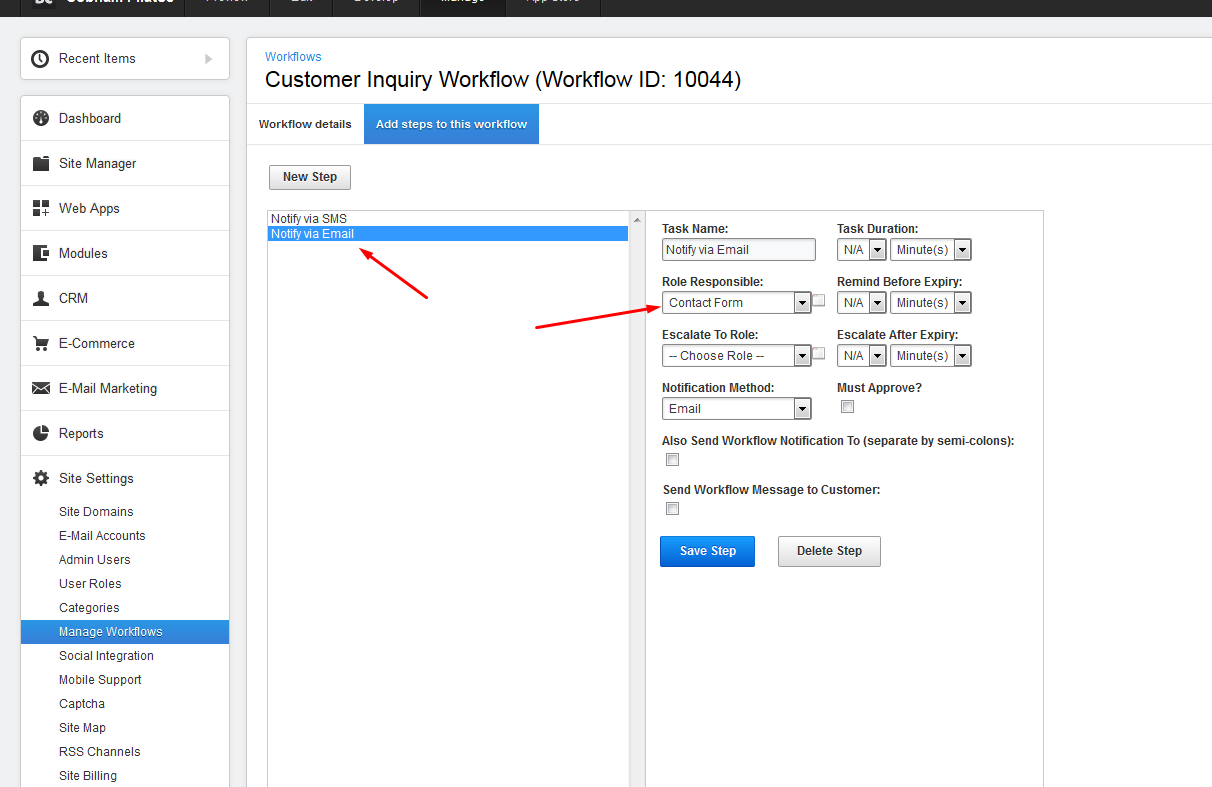 Manage
Recent Items
Dashboard
Site Manager
Web Apps
Modules
CRM
E-Commerce
E-Mail Marketing
Reports
Site Settings
Site Domains
E-Mail Accounts
Admin Users
User Roles
Categories
Manage Workflows
Social Integration
Mobile Support
Captcha
Site Map
RSS Channels
Site Billing
Workflows
Customer Inquiry Workflow (Workflow ID: 10044)
Workflow details Add steps to this workflow
New Step
Notify via SMS
Notify via Email
Task Name: Task Duration:
Notify via Email N/A Minute(s)
Role Responsible: Remind Before Expiry:
Contact Form N/A Minute(s)
Escalate To Role: Escalate After Expiry:
-- Choose Role -- N/A Minute(s)
Notification Method: Must Approve?
Email
Also Send Workflow Notification To (separate by semi-colons):
Send Workflow Message to Customer:
Save Step Delete Step